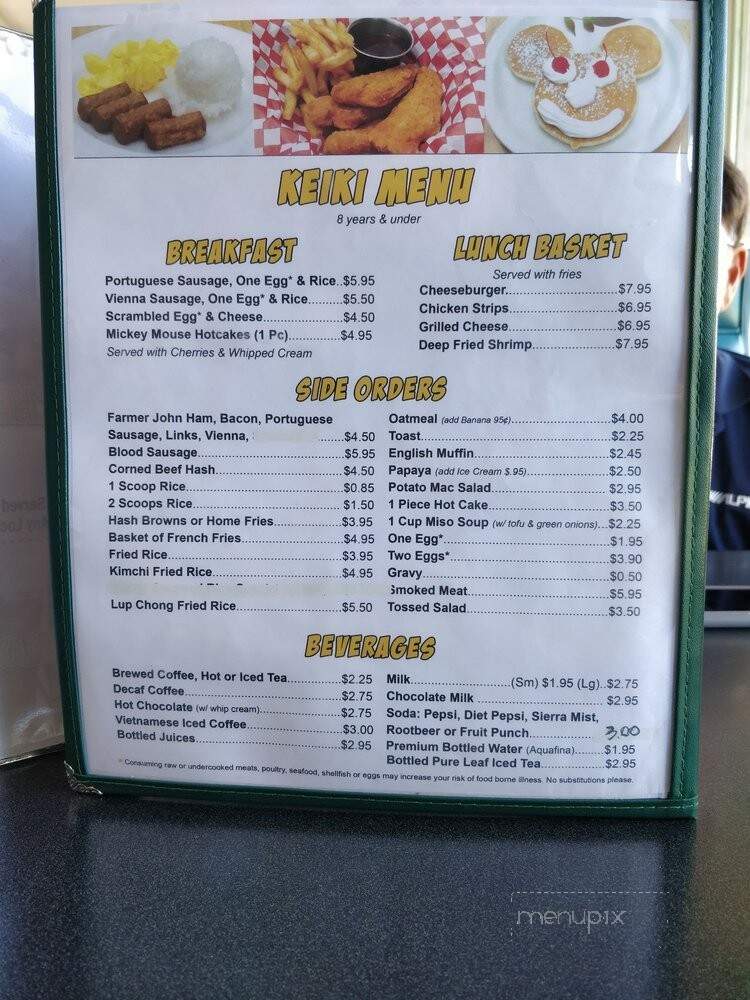 KEIKI MENU
8 years & under
BREAKFAST
Portuguese Sausage, One Egg* & Rice..$5.95
Vienna Sausage, One Egg* & Rice..........$5.50
Scrambled Egg* & Cheese......................$4.50
Mickey Mouse Hotcakes (1 Pc)..............$4.95
Served with Cherries & Whipped Cream
LUNCH BASKET
Served with fries
Cheeseburger............................$7.95
Chicken Strips...........................$6.95
Grilled Cheese...........................$6.95
Deep Fried Shrimp.....................$7.95
SIDE ORDERS
Farmer John Ham, Bacon, Portuguese
Sausage, Links, Vienna, ..............$4.50
Blood Sausage....................................$5.95
Corned Beef Hash................................$4.50
1 Scoop Rice.......................................$0.85
2 Scoops Rice.....................................$1.50
Hash Browns or Home Fries.................$3.95
Basket of French Fries.........................$4.95
Fried Rice............................................$3.95
Kimchi Fried Rice.................................$4.95
Lup Chong Fried Rice...........................$5.50
Oatmeal (add Banana 95¢).........................$4.00
Toast................................................$2.25
English Muffin..................................$2.45
Papaya (add Ice Cream $.95)....................$2.50
Potato Mac Salad..............................$2.95
1 Piece Hot Cake..............................$3.50
1 Cup Miso Soup (w/ tofu & green onions)...$2.25
One Egg*..........................................$1.95
Two Eggs*........................................$3.90
Gravy...............................................$0.50
Smoked Meat...................................$5.95
Tossed Salad....................................$3.50
BEVERAGES
Brewed Coffee, Hot or Iced Tea.............$2.25
Decaf Coffee.......................................$2.75
Hot Chocolate (w/ whip cream)....................$2.75
Vietnamese Iced Coffee........................$3.00
Bottled Juices.....................................$2.95
Milk..........................(Sm) $1.95 (Lg)..$2.75
Chocolate Milk ................................ $2.95
Soda: Pepsi, Diet Pepsi, Sierra Mist,
Rootbeer or Fruit Punch.................3.00
Premium Bottled Water (Aquafina)........$1.95
Bottled Pure Leaf Iced Tea................$2.95
* Consuming raw or undercooked meats, poultry, seafood, shellfish or eggs may increase your risk of food borne illness. No substitutions please.
menupix